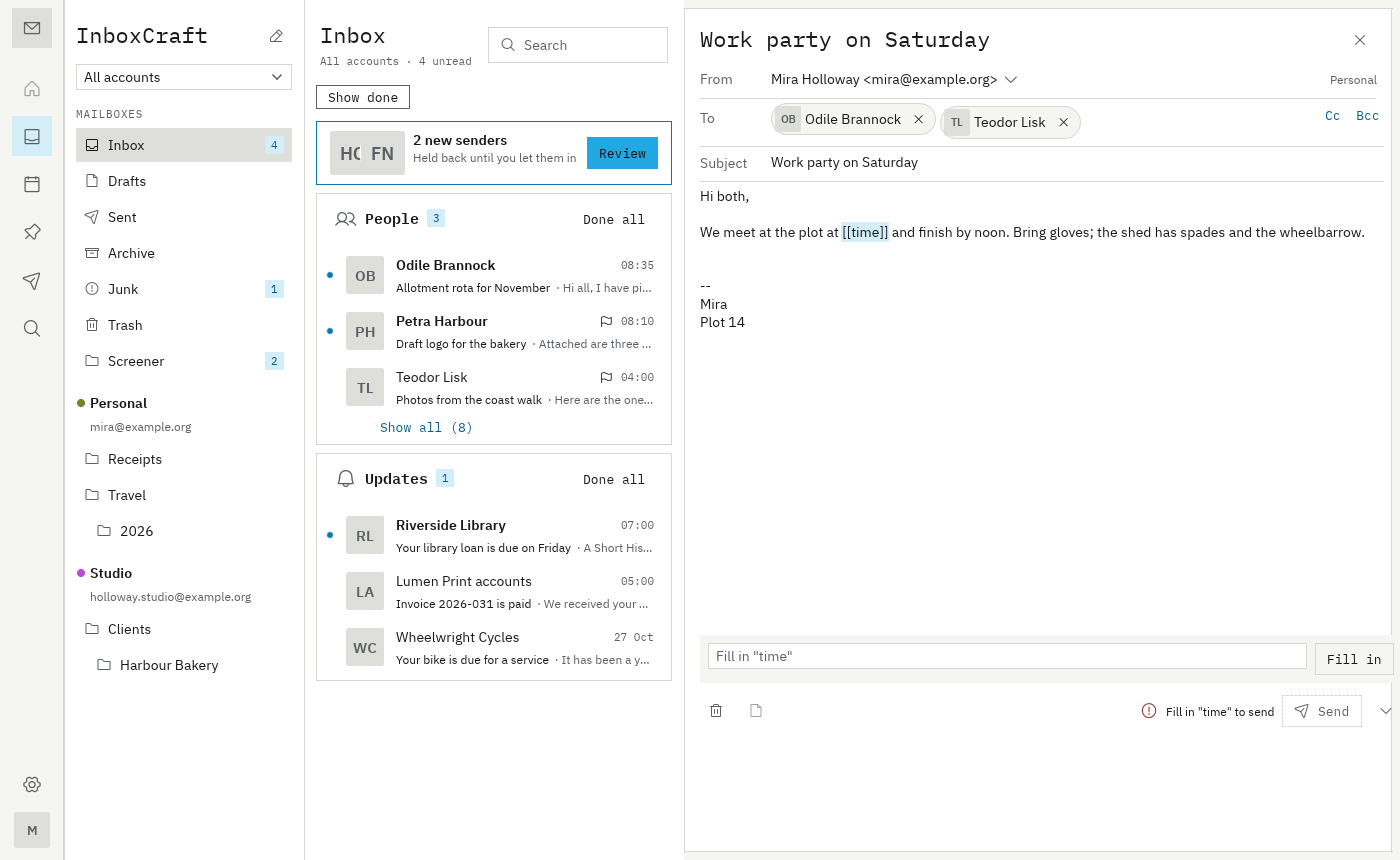 InboxCraft
All accounts
MAILBOXES
Inbox 4
Drafts
Sent
Archive
Junk 1
Trash
Screener 2
Personal
mira@example.org
Receipts
Travel
2026
Studio
holloway.studio@example.org
Clients
Harbour Bakery
M
Inbox
All accounts · 4 unread
Search
Show done
FN
2 new senders
Held back until you let them in
Review
People 3
Done all
OB
Odile Brannock 08:35
Allotment rota for November · Hi all, I have pi…
PH
Petra Harbour 08:10
Draft logo for the bakery · Attached are three …
TL
Teodor Lisk 04:00
Photos from the coast walk · Here are the one…
Show all (8)
Updates 1
Done all
RL
Riverside Library 07:00
Your library loan is due on Friday · A Short His…
LA
Lumen Print accounts 05:00
Invoice 2026-031 is paid · We received your …
WC
Wheelwright Cycles 27 Oct
Your bike is due for a service · It has been a y…
Work party on Saturday
From Mira Holloway <mira@example.org> Personal
To OB Odile Brannock TL Teodor Lisk Cc Bcc
Subject Work party on Saturday
Hi both,
We meet at the plot at [[time]] and finish by noon. Bring gloves; the shed has spades and the wheelbarrow.
--
Mira
Plot 14
Fill in "time" Fill in
Fill in "time" to send Send